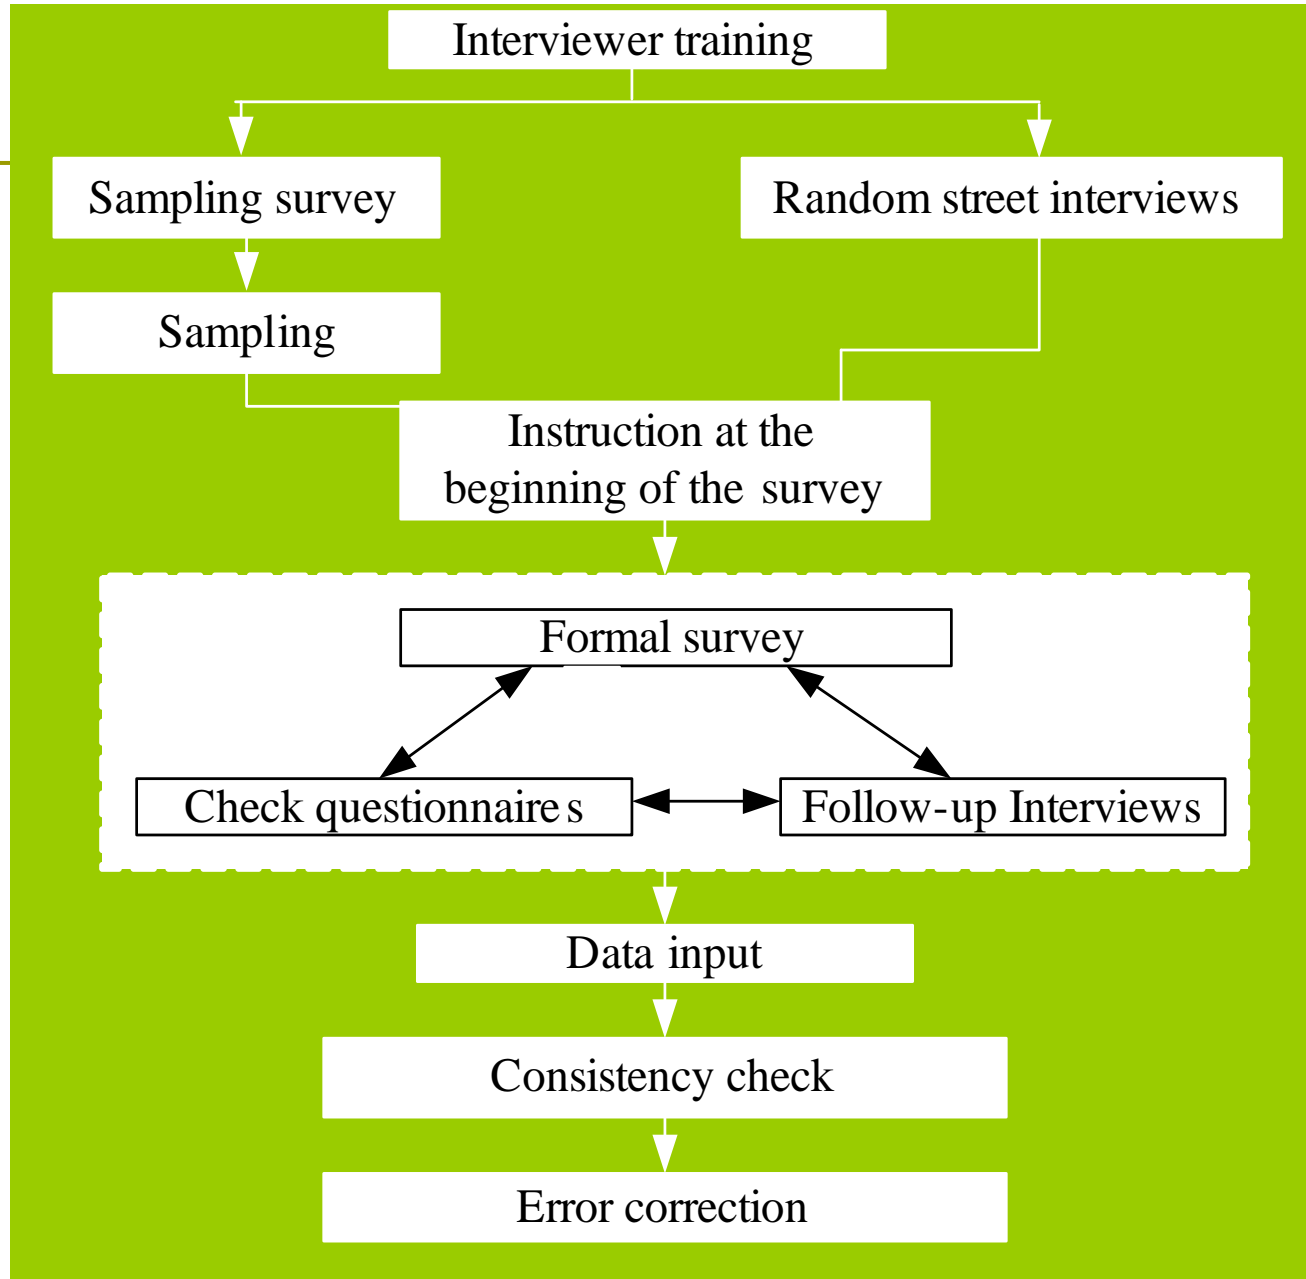 Interviewer training
Sampling survey
Random street interviews
Sampling
Instruction at the
beginning of the survey
Formal survey
Check questionnaires
Follow-up Interviews
Data input
Consistency check
Error correction